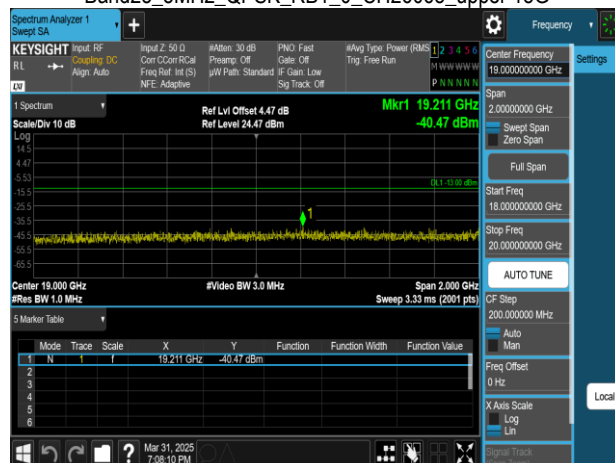 Spectrum Analyzer 1
Swept SA
Frequency
KEYSIGHT
RL
LXI
Input: RF
Coupling: DC
Align: Auto
Input Z: 50 Ω
Corr CCorr RCal
Freq Ref: Int (S)
NFE: Adaptive
#Atten: 30 dB
Preamp: Off
µW Path: Standard
PNO: Fast
Gate: Off
IF Gain: Low
Sig Track: Off
#Avg Type: Power (RMS
Trig: Free Run
1 2 3 4 5 6
M W W W W W
P N N N N N
Center Frequency
19.000000000 GHz
Settings
Span
2.00000000 GHz
Swept Span
Zero Span
Full Span
Start Freq
18.000000000 GHz
Stop Freq
20.000000000 GHz
AUTO TUNE
CF Step
200.000000 MHz
Auto
Man
Freq Offset
0 Hz
X Axis Scale
Log
Lin
Signal Track
Local
1 Spectrum
Scale/Div 10 dB
Log
Ref Lvl Offset 4.47 dB
Ref Level 24.47 dBm
Mkr1 19.211 GHz
-40.47 dBm
14.5
4.47
-5.53
-15.5
-25.5
-35.5
-45.5
-55.5
-65.5
DL1 -13.00 dBm
1
Center 19.000 GHz
#Res BW 1.0 MHz
#Video BW 3.0 MHz
Span 2.000 GHz
Sweep 3.33 ms (2001 pts)
5 Marker Table
Mode Trace Scale X Y Function Function Width Function Value
1 N 1 f 19.211 GHz -40.47 dBm
2
3
4
5
6
Mar 31, 2025
7:08:10 PM